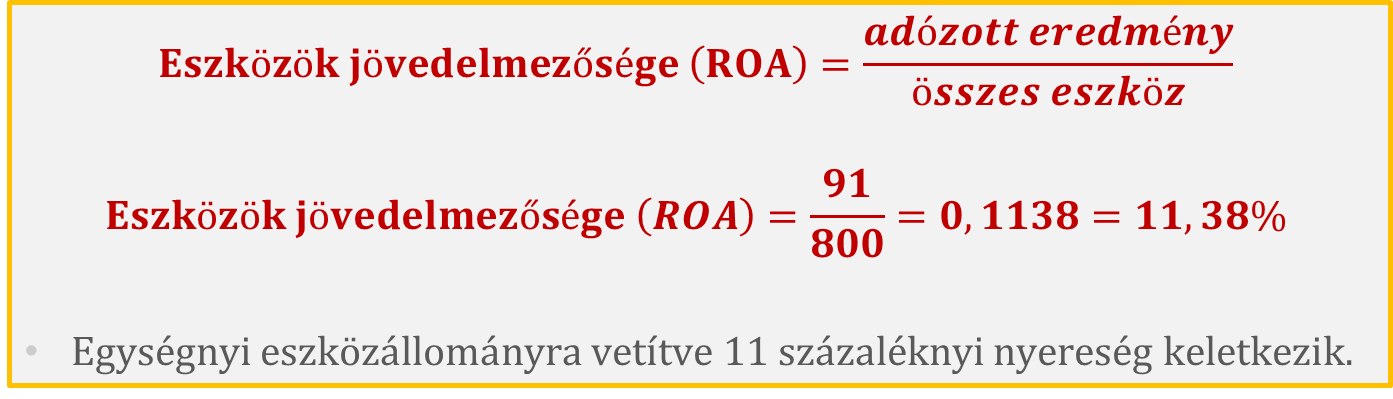 Eszközök jövedelmezősége (ROA) = adózott eredmény / összes eszköz
Eszközök jövedelmezősége (ROA) = 91 / 800 = 0,1138 = 11,38%
• Egységnyi eszközállományra vetítve 11 százaléknyi nyereség keletkezik.